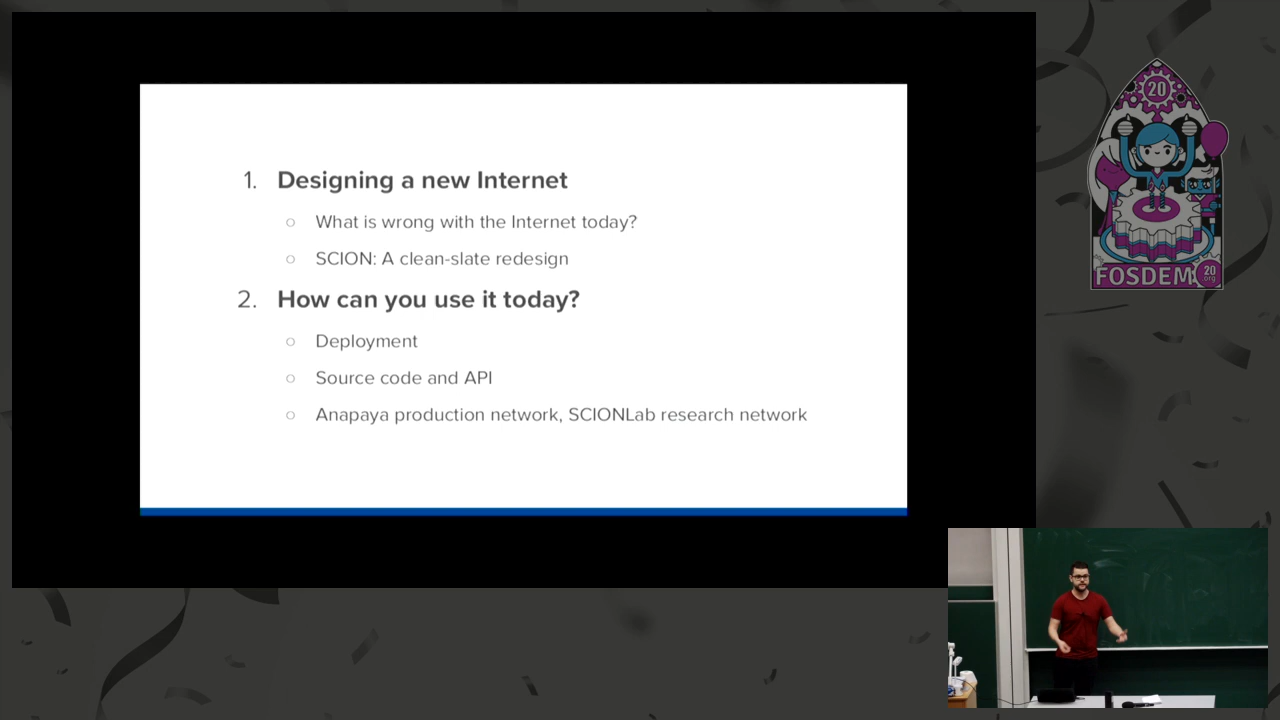 1. Designing a new Internet
○ What is wrong with the Internet today?
○ SCION: A clean-slate redesign
2. How can you use it today?
○ Deployment
○ Source code and API
○ Anapaya production network, SCIONLab research network
20
FOSDEM
20
.org